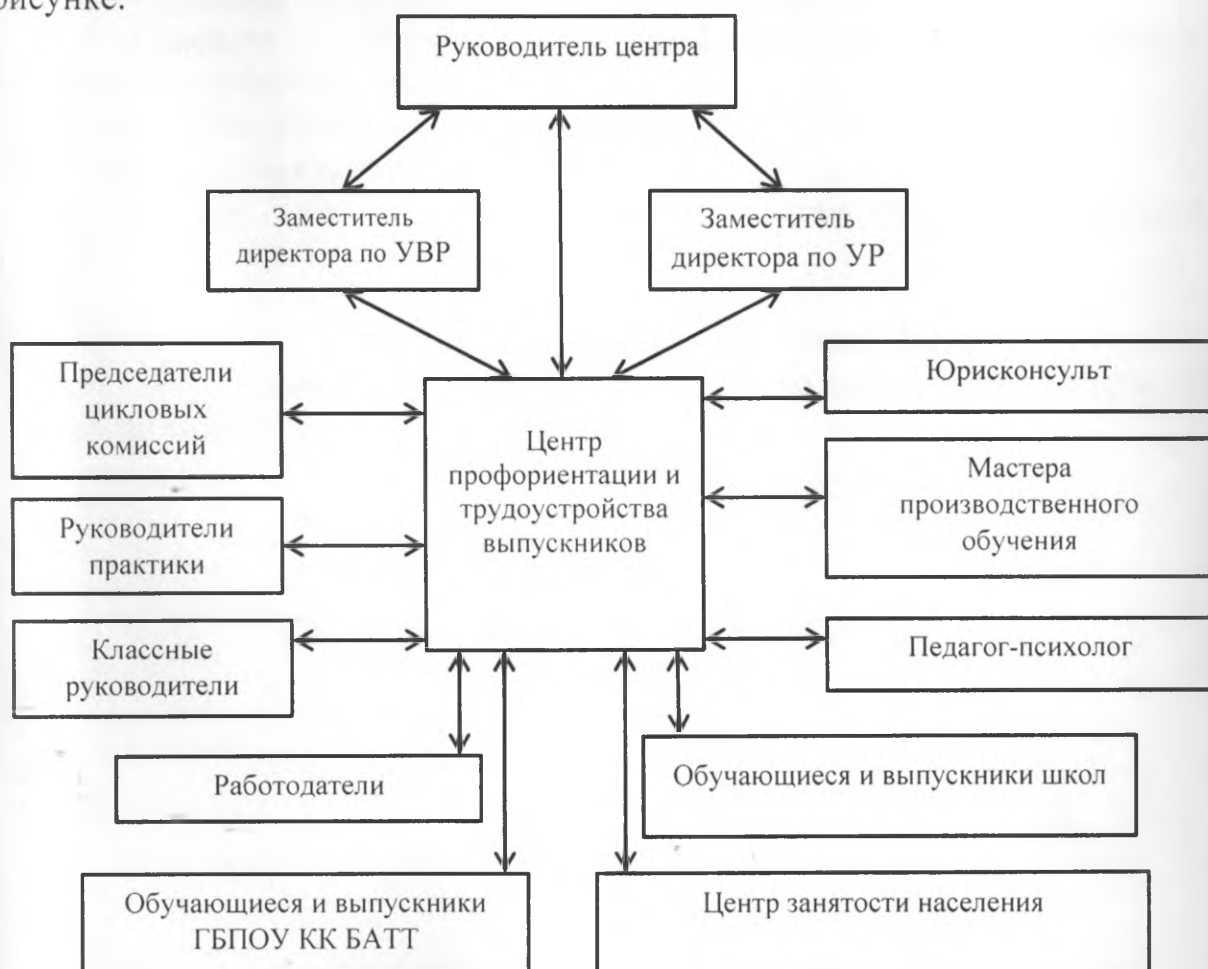 рисунке.
Руководитель центра
Заместитель
директора по УВР
Заместитель
директора по УР
Председатели
цикловых
комиссий
Руководители
практики
Классные
руководители
Центр
профориентации и
трудоустройства
выпускников
Юрисконсульт
Мастера
производственного
обучения
Педагог-психолог
Работодатели
Обучающиеся и выпускники школ
Обучающиеся и выпускники
ГБПОУ КК БАТТ
Центр занятости населения